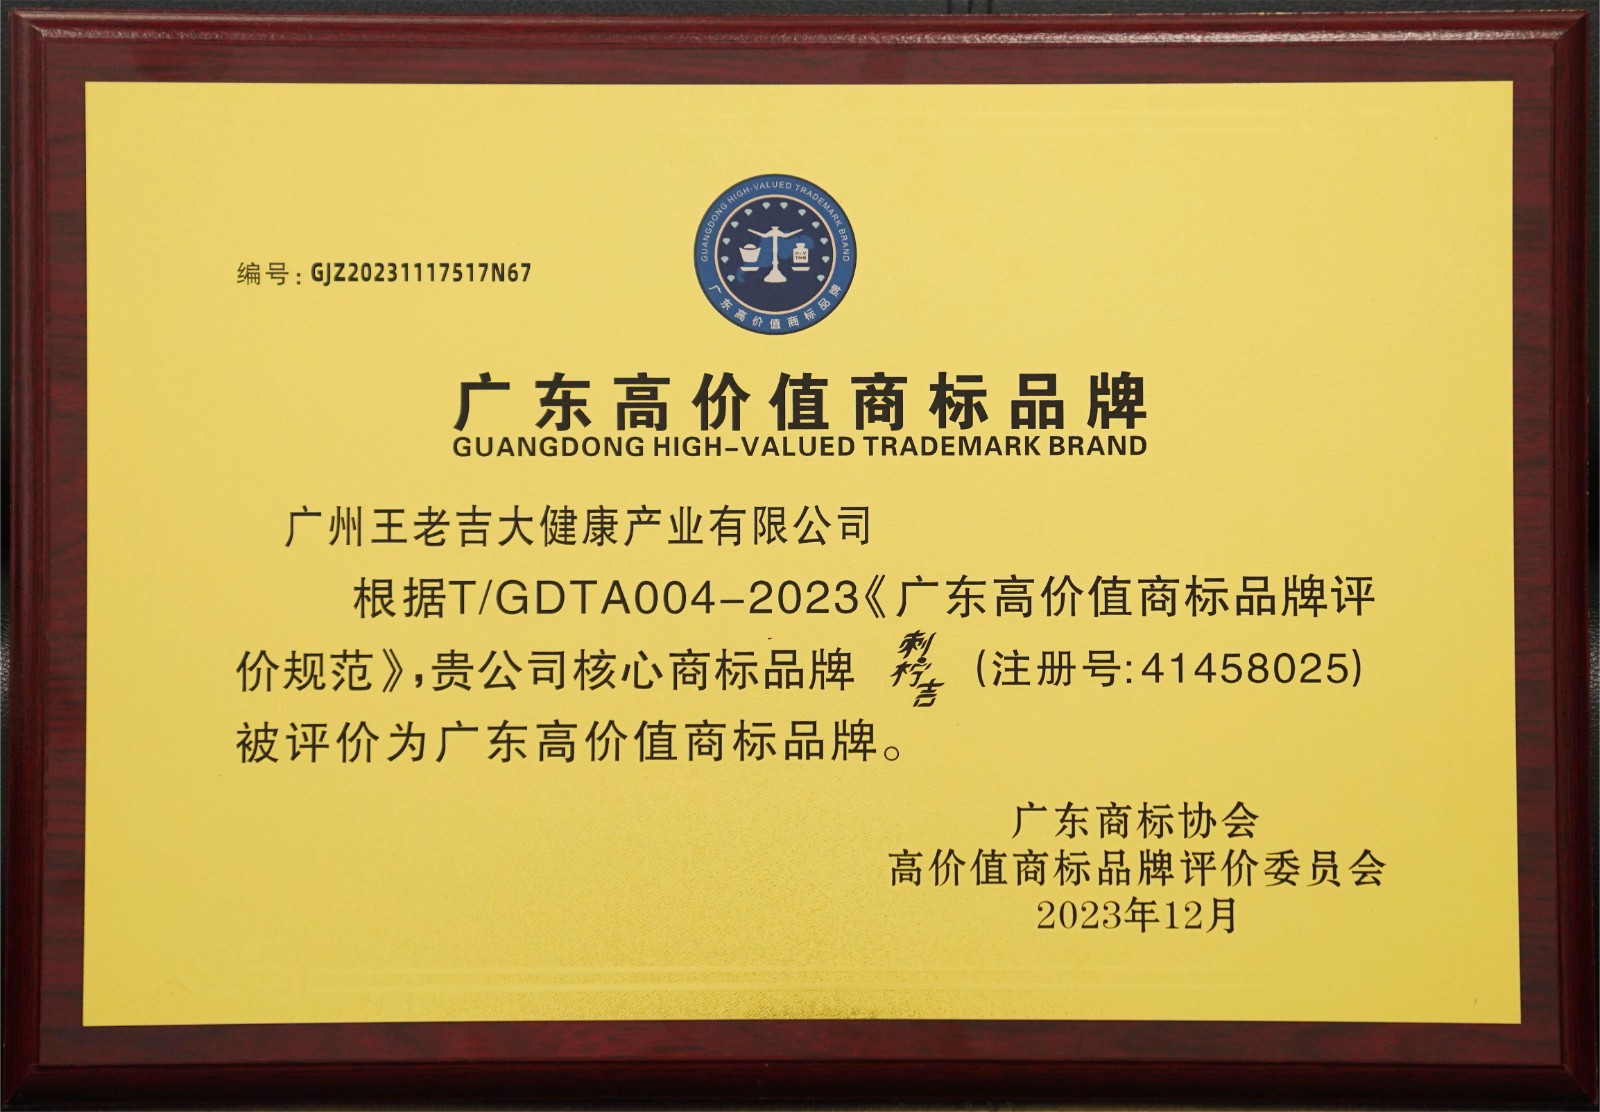 GUANGDONG HIGH-VALUED TRADEMARK BRAND
广东高价值商标品牌
编号：GJZ20231117517N67
广东高价值商标品牌
GUANGDONG HIGH-VALUED TRADEMARK BRAND
广州王老吉大健康产业有限公司
根据T/GDTA004-2023《广东高价值商标品牌评
价规范》，贵公司核心商标品牌 刺柠吉 （注册号：41458025）
被评价为广东高价值商标品牌。
广东商标协会
高价值商标品牌评价委员会
2023年12月